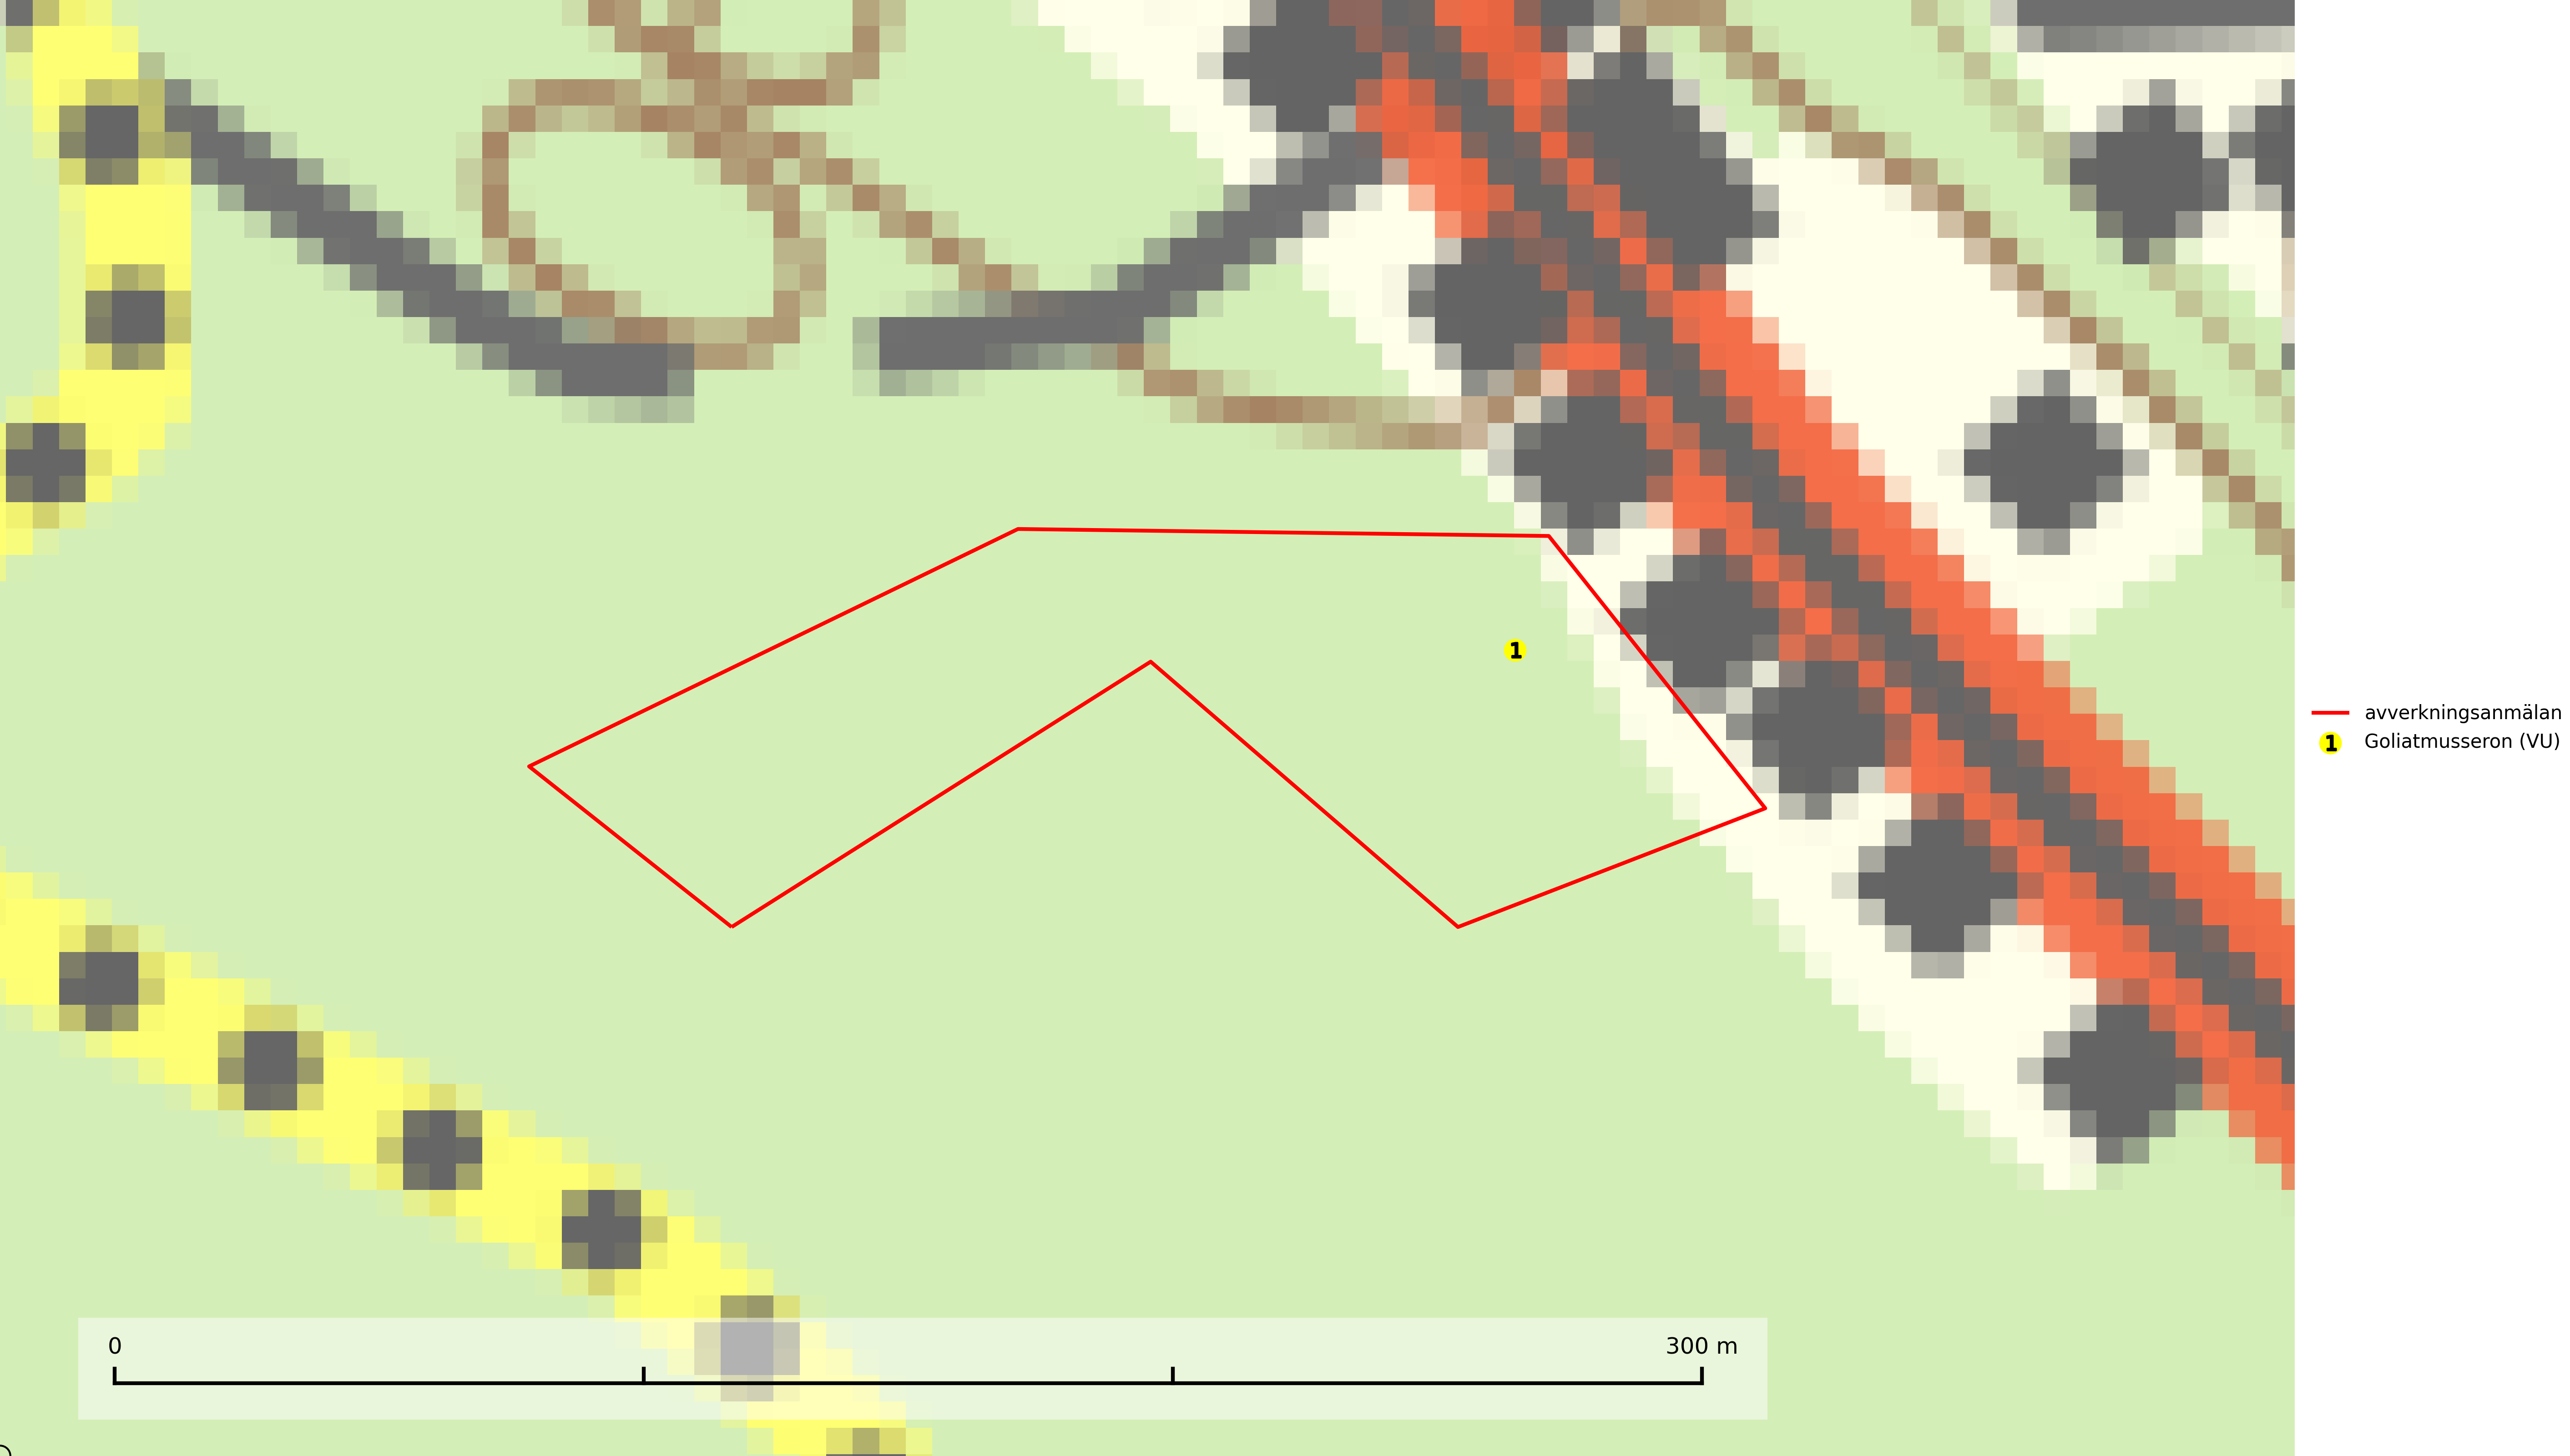 1
avverkningsanmälan
1 Goliatmusseron (VU)
0 300 m